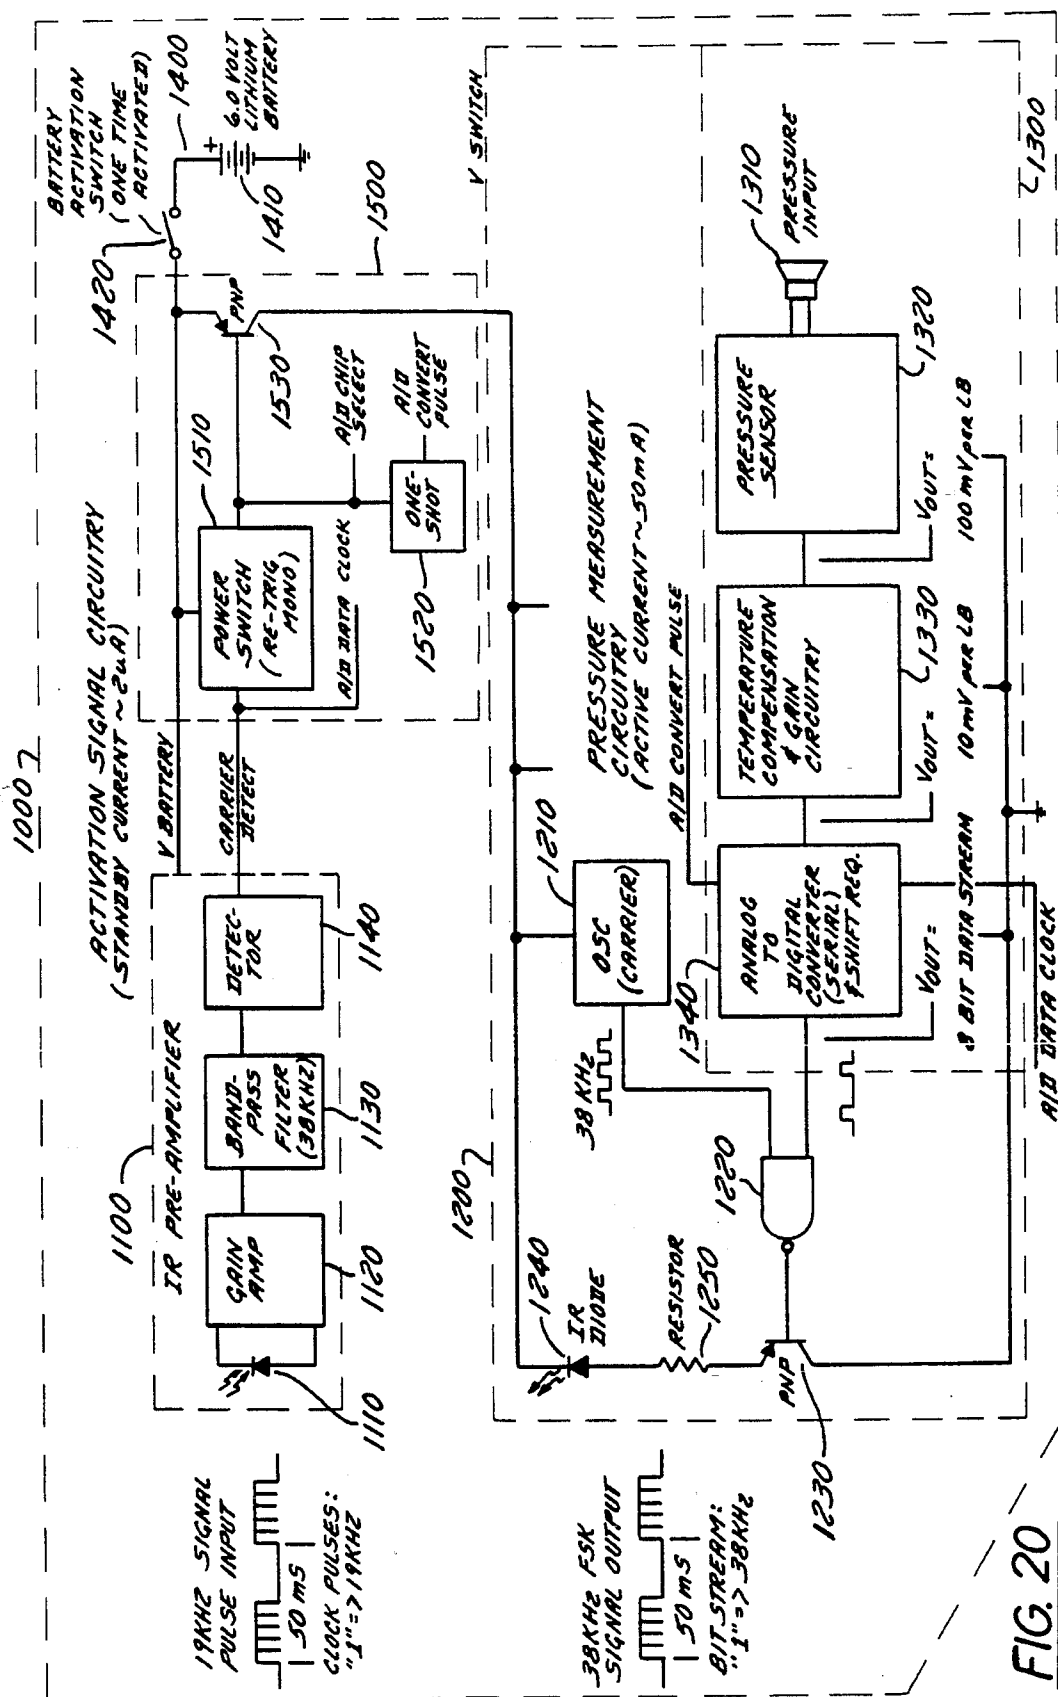 1000
ACTIVATION SIGNAL CIRCUITRY
(STANDBY CURRENT ~ 2uA)
BATTERY
ACTIVATION
SWITCH
(ONE TIME
ACTIVATED)
1420
1400
+
6.0 VOLT
LITHIUM
BATTERY
1410
1500
V BATTERY
1100
IR PRE-AMPLIFIER
19KHZ SIGNAL
PULSE INPUT
50 mS
CLOCK PULSES:
"1"=>19KHZ
1110
GAIN
AMP
1120
BAND-
PASS
FILTER
(38KHZ)
1130
DETEC-
TOR
1140
CARRIER
DETECT
POWER
SWITCH
(RE-TRIG
MONO)
1510
PNP
1530
A/D DATA CLOCK
A/D CHIP
SELECT
ONE-
SHOT
1520
A/D
CONVERT
PULSE
V SWITCH
1200
38KHZ FSK
SIGNAL OUTPUT
50 mS
BIT STREAM:
"1"=>38KHZ
1240
IR
DIODE
RESISTOR
1250
PNP
1230
1220
38 KHZ
OSC
(CARRIER)
1210
PRESSURE MEASUREMENT
CIRCUITRY
(ACTIVE CURRENT ~ 50mA)
A/D CONVERT PULSE
1340
ANALOG
TO
DIGITAL
CONVERTER
(SERIAL)
& SHIFT REG.
TEMPERATURE
COMPENSATION
& GAIN
CIRCUITRY
1330
PRESSURE
SENSOR
1320
1310
PRESSURE
INPUT
VOUT=
8 BIT DATA STREAM
VOUT=
10mV PER LB
VOUT=
100mV PER LB
A/D DATA CLOCK
1300
FIG. 20